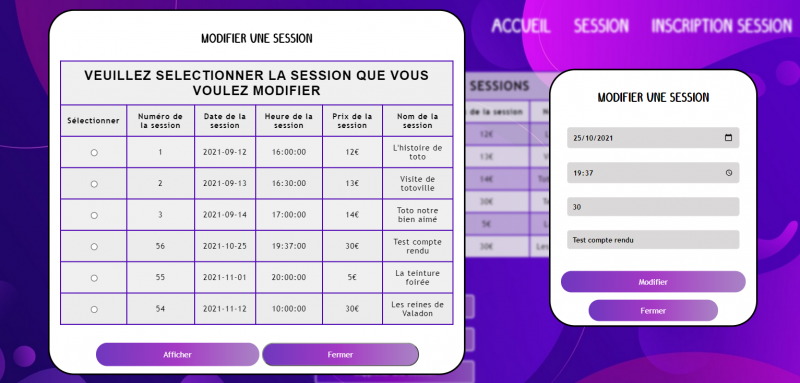 ACCUEIL SESSION INSCRIPTION SESSION
MODIFIER UNE SESSION
VEUILLEZ SELECTIONNER LA SESSION QUE VOUS
VOULEZ MODIFIER
Sélectionner Numéro de la session Date de la session Heure de la session Prix de la session Nom de la session
1 2021-09-12 16:00:00 12€ L'histoire de toto
2 2021-09-13 16:30:00 13€ Visite de totoville
3 2021-09-14 17:00:00 14€ Toto notre bien aimé
56 2021-10-25 19:37:00 30€ Test compte rendu
55 2021-11-01 20:00:00 5€ La teinture foirée
54 2021-11-12 10:00:00 30€ Les reines de Valadon
Afficher Fermer
SESSIONS
de la session
12€
13€
14€
30€
5€
30€ Les
MODIFIER UNE SESSION
25/10/2021
19:37
30
Test compte rendu
Modifier
Fermer